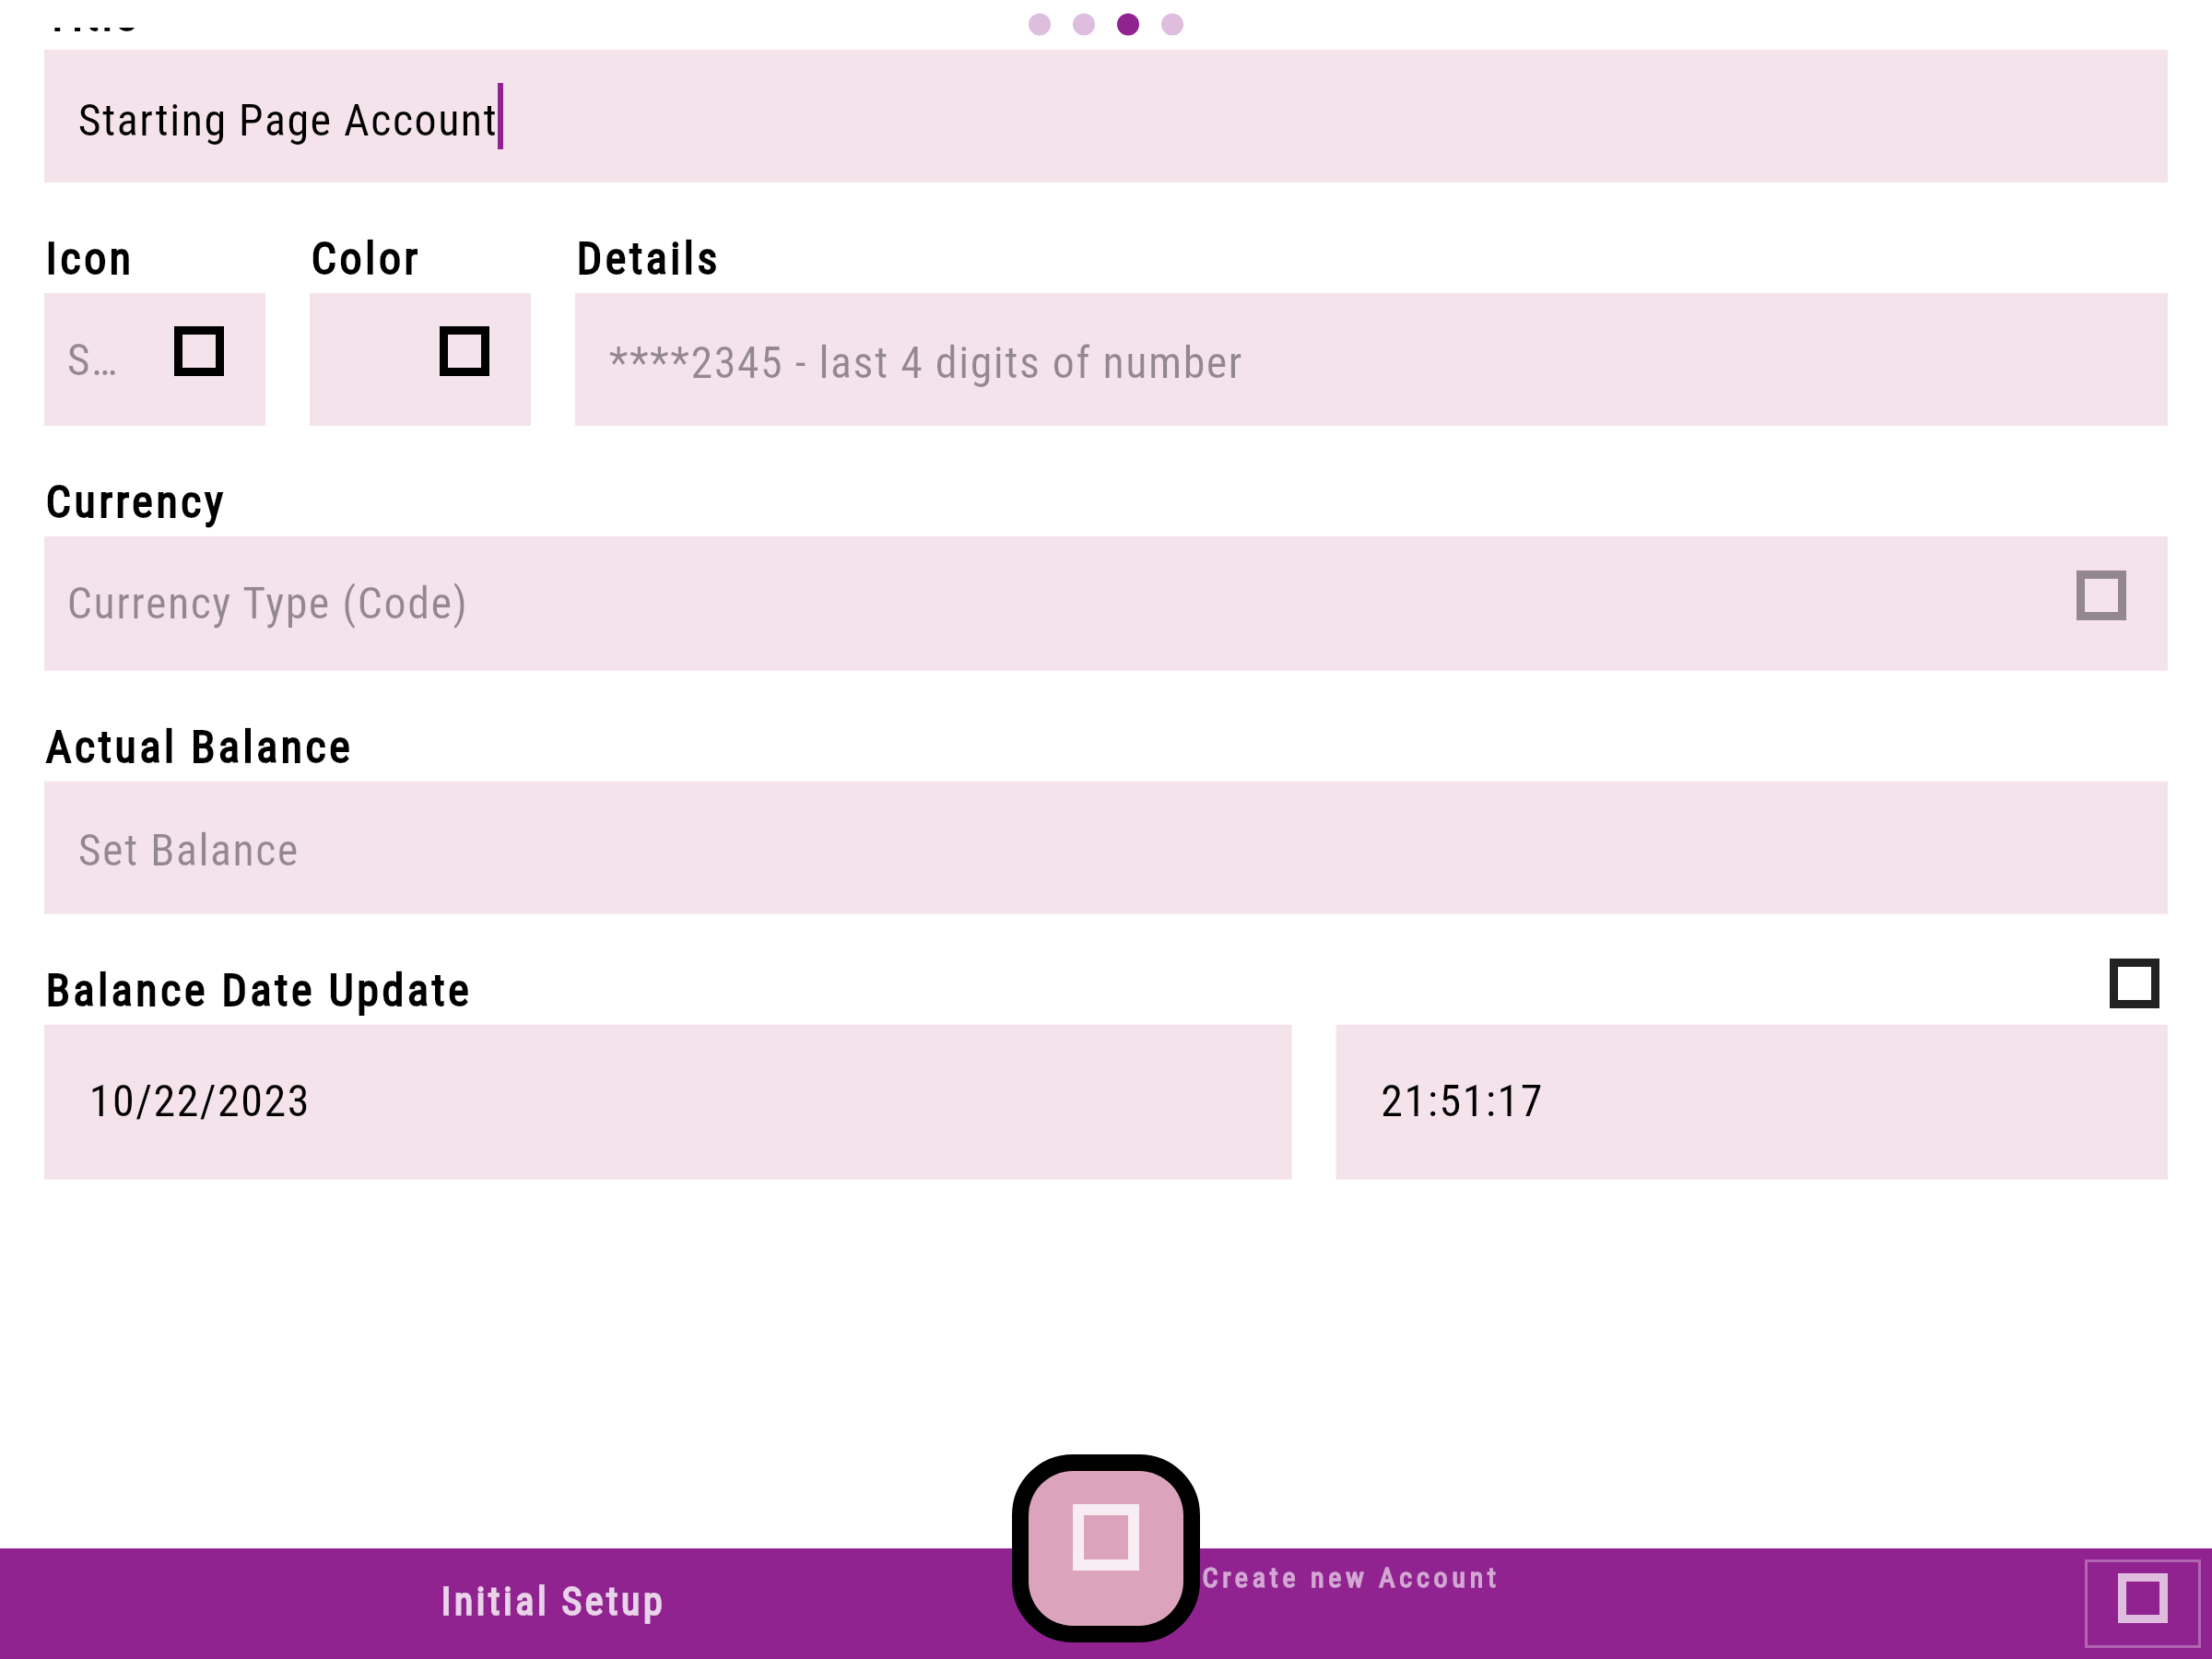 Starting Page Account
Icon Color Details
S… ****2345 - last 4 digits of number
Currency
Currency Type (Code)
Actual Balance
Set Balance
Balance Date Update
10/22/2023 21:51:17
Initial Setup
Create new Account